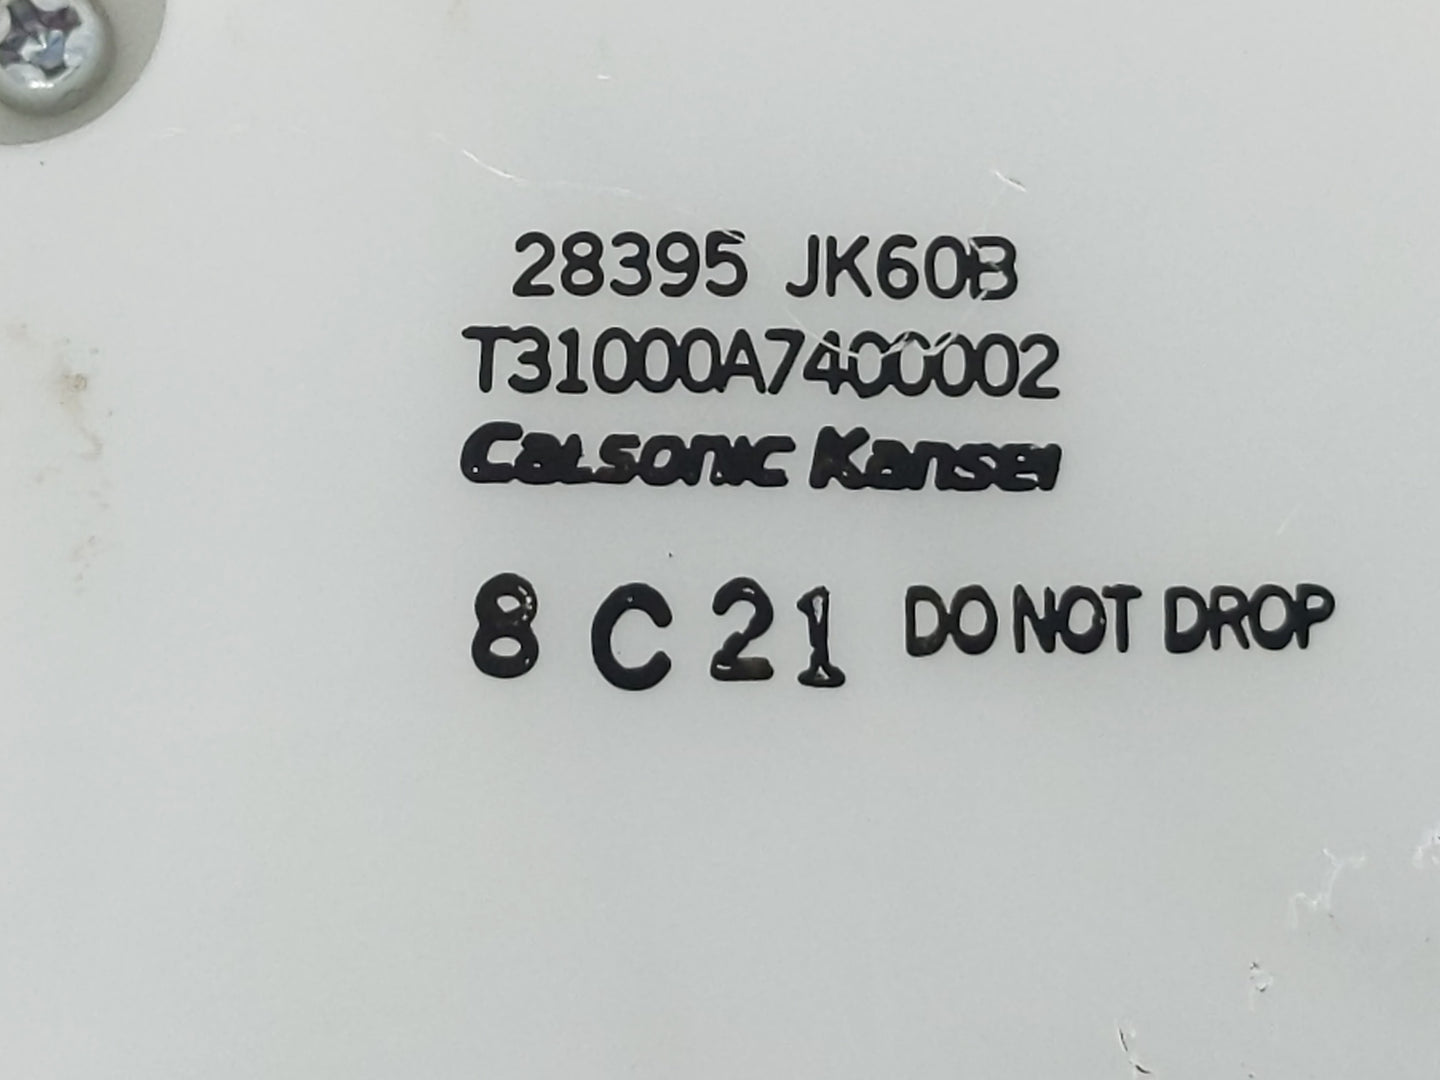 28395 JK60B
T31000A7400002
Calsonic Kansei
8 C 21 DO NOT DROP